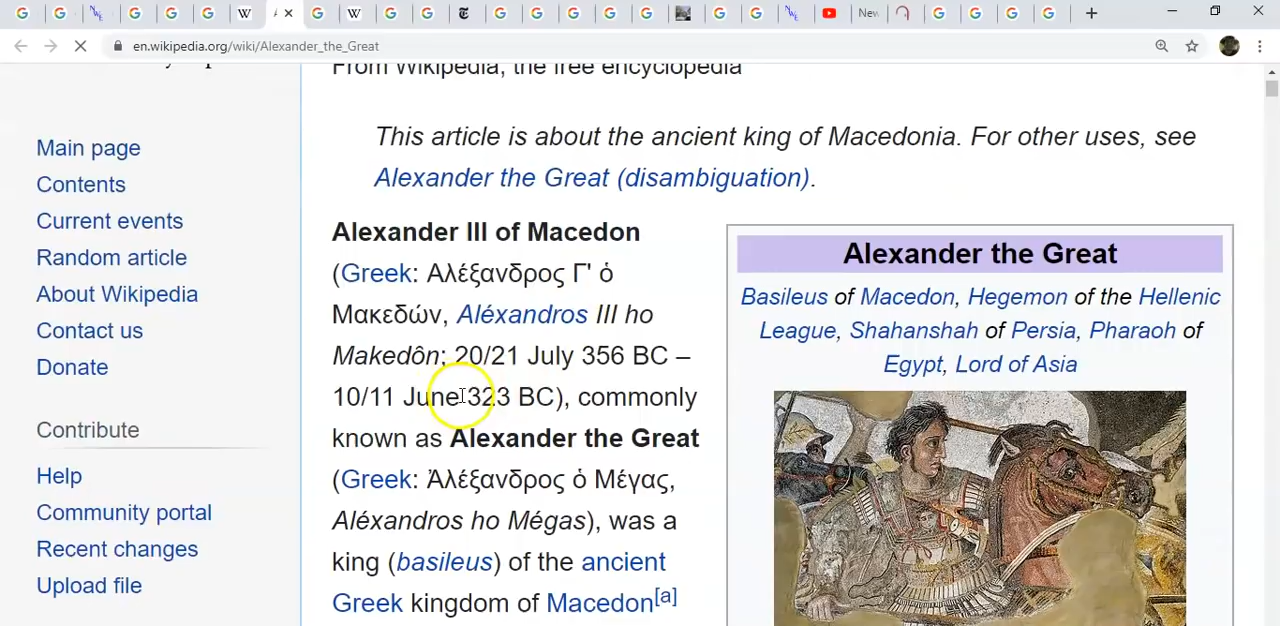 New
en.wikipedia.org/wiki/Alexander_the_Great
From Wikipedia, the free encyclopedia
Main page
Contents
Current events
Random article
About Wikipedia
Contact us
Donate
Contribute
Help
Community portal
Recent changes
Upload file
This article is about the ancient king of Macedonia. For other uses, see
Alexander the Great (disambiguation).
Alexander III of Macedon
(Greek: Αλέξανδρος Γ' ὁ
Μακεδών, Aléxandros III ho
Makedôn; 20/21 July 356 BC –
10/11 June 323 BC), commonly
known as Alexander the Great
(Greek: Ἀλέξανδρος ὁ Μέγας,
Aléxandros ho Mégas), was a
king (basileus) of the ancient
Greek kingdom of Macedon[a]
Alexander the Great
Basileus of Macedon, Hegemon of the Hellenic
League, Shahanshah of Persia, Pharaoh of
Egypt, Lord of Asia